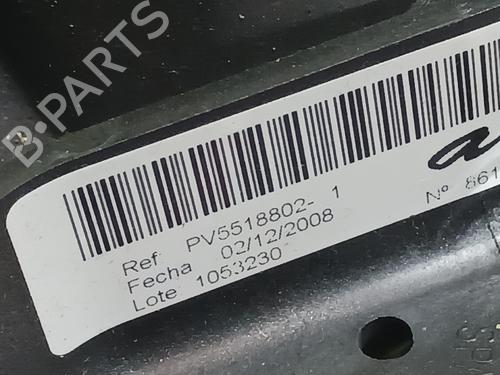 B-PARTS
Ref PV5518802- 1
Fecha 02/12/2008
Lote 1053230
Nº 861